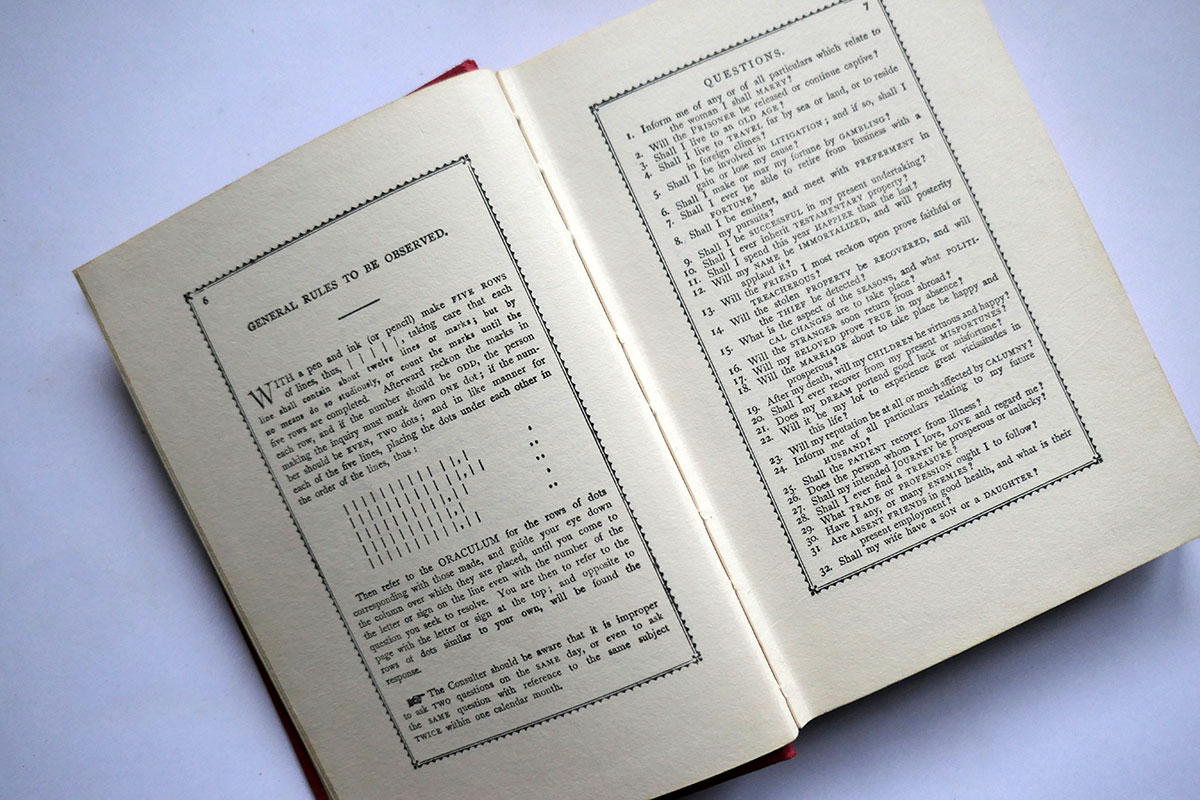 6
GENERAL RULES TO BE OBSERVED.
WITH a pen and ink (or pencil) make FIVE ROWS
of lines, thus, | | | | |, taking care that each
line shall contain about twelve lines or marks; but by
no means do so studiously, or count the marks until the
five rows are completed. Afterward reckon the marks in
each row, and if the number should be ODD, the person
making the inquiry must mark down ONE dot; if the num-
ber should be EVEN, TWO dots; and in like manner for
each of the five lines, placing the dots under each other in
the order of the lines, thus:
Then refer to the ORACULUM for the rows of dots
corresponding with those made, and guide your eye down
the column over which they are placed, until you come to
the letter or sign on the line even with the number of the
question you seek to resolve. You are then to refer to the
page with the letter or sign at the top; and opposite to
rows of dots similar to your own, will be found the
response.
☞ The Consulter should be aware that it is improper
to ask TWO questions on the SAME day, or even to ask
the SAME question with reference to the same subject
TWICE within one calendar month.
7
QUESTIONS.
1. Inform me of any or of all particulars which relate to
the woman I shall MARRY?
2. Will the PRISONER be released or continue captive?
3. Shall I live to an OLD AGE?
4. Shall I live to TRAVEL far by sea or land, or to reside
in foreign climes?
5. Shall I be involved in LITIGATION; and if so, shall I
gain or lose my cause?
6. Shall I make or mar my fortune by GAMBLING?
7. Shall I ever be able to retire from business with a
FORTUNE?
8. Shall I be eminent, and meet with PREFERMENT in
my pursuits?
9. Shall I be SUCCESSFUL in my present undertaking?
10. Shall I ever inherit TESTAMENTARY property?
11. Shall I spend this year HAPPIER than the last?
12. Will my NAME be IMMORTALIZED, and will posterity
applaud it?
13. Will the FRIEND I most reckon upon prove faithful or
TREACHEROUS?
14. Will the stolen PROPERTY be RECOVERED, and will
the THIEF be detected?
15. What is the aspect of the SEASONS, and what POLITI-
CAL CHANGES are to take place?
16. Will the STRANGER soon return from abroad?
17. Will my BELOVED prove TRUE in my absence?
18. Will the MARRIAGE about to take place be happy and
prosperous?
19. After my death, will my CHILDREN be virtuous and happy?
20. Shall I ever recover from my present MISFORTUNES?
21. Does my DREAM portend good luck or misfortune?
22. Will it be my lot to experience great vicissitudes in
this life?
23. Will my reputation be at all or much affected by CALUMNY?
24. Inform me of all particulars relating to my future
HUSBAND?
25. Shall the PATIENT recover from illness?
26. Does the person whom I love, LOVE and regard me?
27. Shall my intended JOURNEY be prosperous or unlucky?
28. Shall I ever find a TREASURE?
29. What TRADE or PROFESSION ought I to follow?
30. Have I any, or many ENEMIES?
31. Are ABSENT FRIENDS in good health, and what is their
present employment?
32. Shall my wife have a SON or a DAUGHTER?